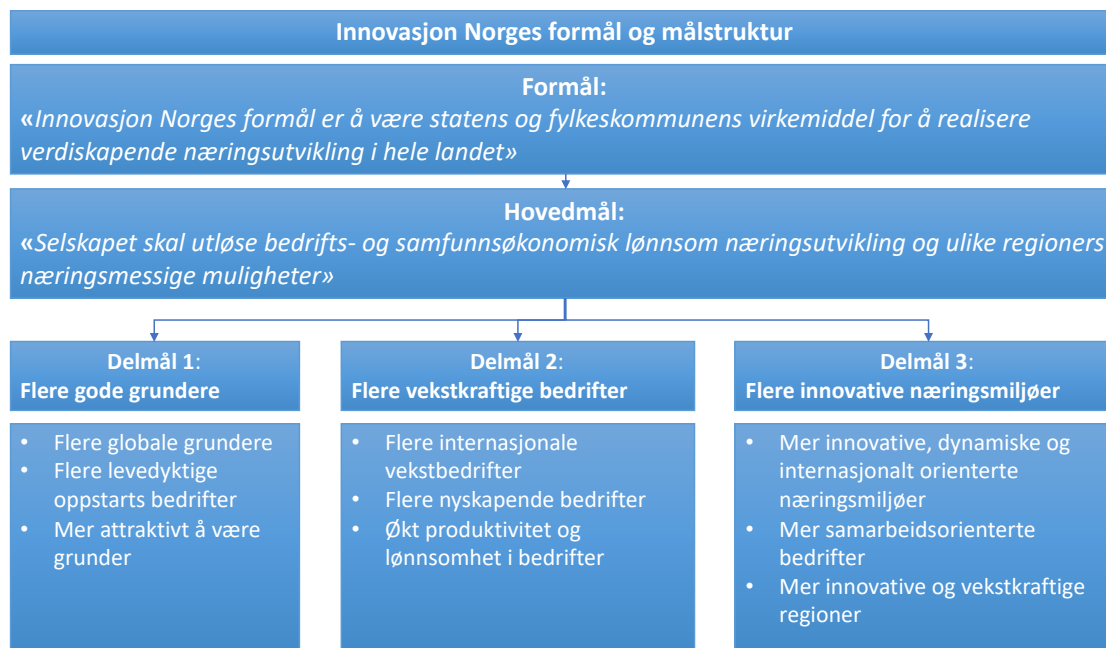 Innovasjon Norges formål og målstruktur
Formål:
«Innovasjon Norges formål er å være statens og fylkeskommunens virkemiddel for å realisere
verdiskapende næringsutvikling i hele landet»
Hovedmål:
«Selskapet skal utløse bedrifts- og samfunnsøkonomisk lønnsom næringsutvikling og ulike regioners
næringsmessige muligheter»
Delmål 1:
Flere gode grundere
• Flere globale grundere
• Flere levedyktige
oppstarts bedrifter
• Mer attraktivt å være
grunder
Delmål 2:
Flere vekstkraftige bedrifter
• Flere internasjonale
vekstbedrifter
• Flere nyskapende bedrifter
• Økt produktivitet og
lønnsomhet i bedrifter
Delmål 3:
Flere innovative næringsmiljøer
• Mer innovative, dynamiske og
internasjonalt orienterte
næringsmiljøer
• Mer samarbeidsorienterte
bedrifter
• Mer innovative og vekstkraftige
regioner